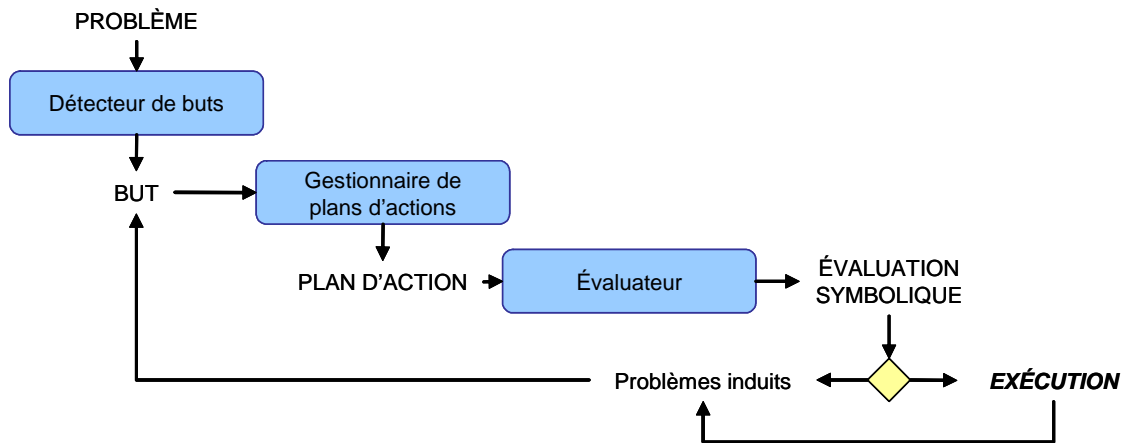 PROBLÈME
Détecteur de buts
BUT
Gestionnaire de
plans d'actions
PLAN D'ACTION
Évaluateur
ÉVALUATION
SYMBOLIQUE
Problèmes induits
EXÉCUTION